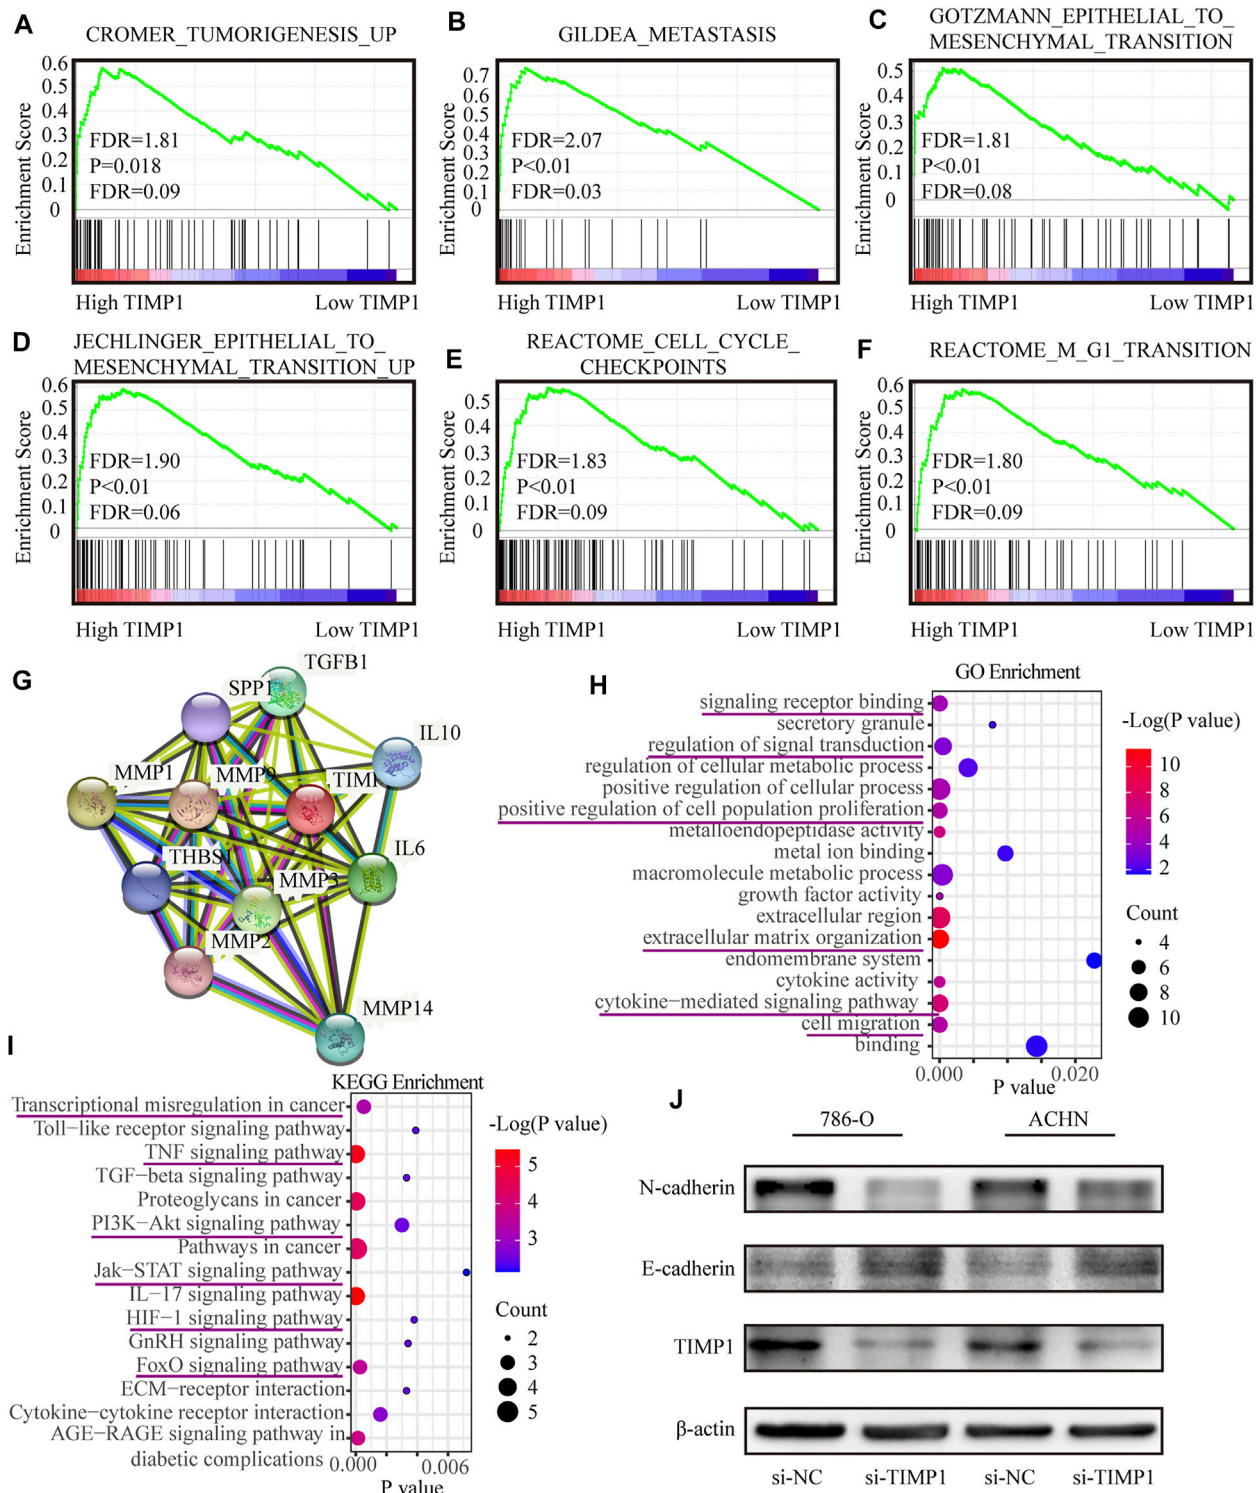 A
CROMER_TUMORIGENESIS_UP
Enrichment Score
0.6
0.5
0.4
0.3
0.2
0.1
0
FDR=1.81
P=0.018
FDR=0.09
High TIMP1
Low TIMP1
B
GILDEA_METASTASIS
Enrichment Score
0.7
0.6
0.5
0.4
0.3
0.2
0.1
0
FDR=2.07
P<0.01
FDR=0.03
High TIMP1
Low TIMP1
C
GOTZMANN_EPITHELIAL_TO_
MESENCHYMAL_TRANSITION
Enrichment Score
0.5
0.4
0.3
0.2
0.1
0
FDR=1.81
P<0.01
FDR=0.08
High TIMP1
Low TIMP1
D
JECHLINGER_EPITHELIAL_TO_
MESENCHYMAL_TRANSITION_UP
Enrichment Score
0.6
0.5
0.4
0.3
0.2
0.1
0
FDR=1.90
P<0.01
FDR=0.06
High TIMP1
Low TIMP1
E
REACTOME_CELL_CYCLE_
CHECKPOINTS
Enrichment Score
0.5
0.4
0.3
0.2
0.1
0
FDR=1.83
P<0.01
FDR=0.09
High TIMP1
Low TIMP1
F
REACTOME_M_G1_TRANSITION
Enrichment Score
0.6
0.5
0.4
0.3
0.2
0.1
0
FDR=1.80
P<0.01
FDR=0.09
High TIMP1
Low TIMP1
G
TGFB1
SPP1
IL10
MMP1
MMP9
TIMP
IL6
THBS1
MMP3
MMP2
MMP14
H
GO Enrichment
signaling receptor binding
secretory granule
regulation of signal transduction
regulation of cellular metabolic process
positive regulation of cellular process
positive regulation of cell population proliferation
metalloendopeptidase activity
metal ion binding
macromolecule metabolic process
growth factor activity
extracellular region
extracellular matrix organization
endomembrane system
cytokine activity
cytokine−mediated signaling pathway
cell migration
binding
0.000
0.020
P value
-Log(P value)
10
8
6
4
2
Count
4
6
8
10
I
KEGG Enrichment
Transcriptional misregulation in cancer
Toll−like receptor signaling pathway
TNF signaling pathway
TGF−beta signaling pathway
Proteoglycans in cancer
PI3K−Akt signaling pathway
Pathways in cancer
Jak−STAT signaling pathway
IL−17 signaling pathway
HIF−1 signaling pathway
GnRH signaling pathway
FoxO signaling pathway
ECM−receptor interaction
Cytokine−cytokine receptor interaction
AGE−RAGE signaling pathway in
diabetic complications
0.000
0.006
P value
-Log(P value)
5
4
3
Count
2
3
4
5
J
786-O
ACHN
N-cadherin
E-cadherin
TIMP1
β-actin
si-NC
si-TIMP1
si-NC
si-TIMP1